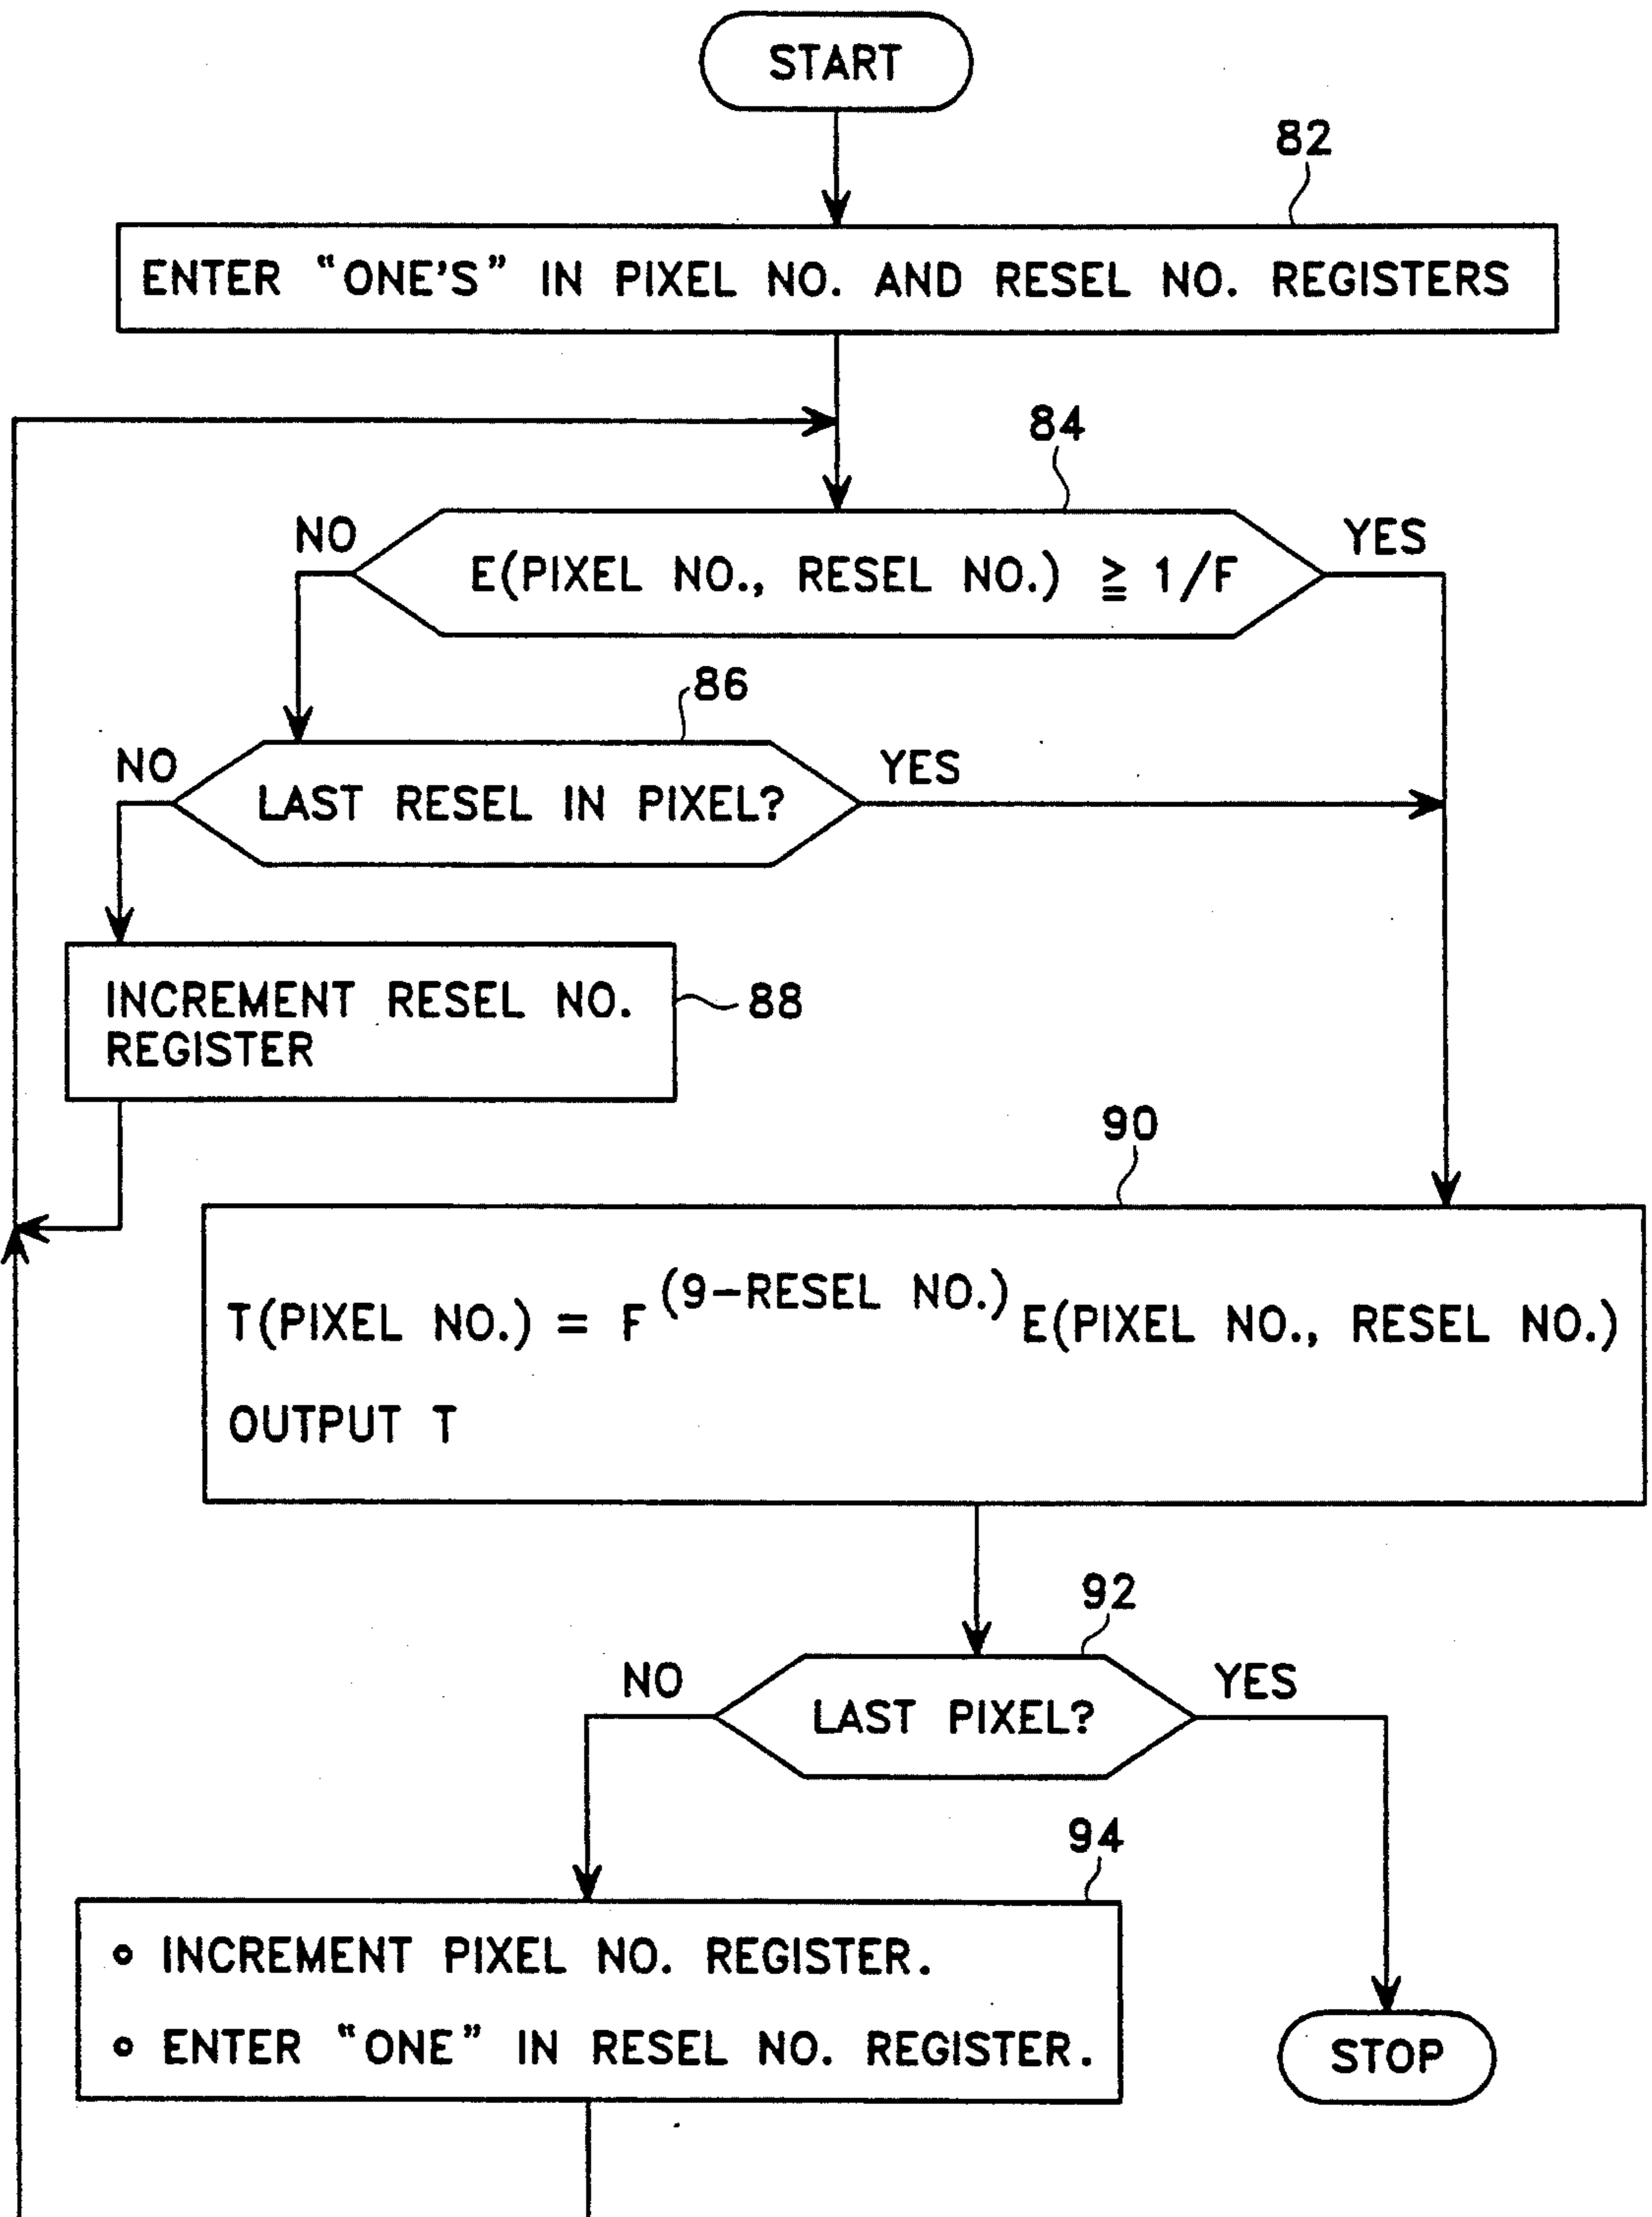 START
82
ENTER “ONE'S” IN PIXEL NO. AND RESEL NO. REGISTERS
84
NO
YES
E(PIXEL NO., RESEL NO.) ≧ 1/F
86
NO
YES
LAST RESEL IN PIXEL?
INCREMENT RESEL NO.
REGISTER
88
90
T(PIXEL NO.) = F^(9-RESEL NO.) E(PIXEL NO., RESEL NO.)
OUTPUT T
92
NO
YES
LAST PIXEL?
94
∘ INCREMENT PIXEL NO. REGISTER.
∘ ENTER “ONE” IN RESEL NO. REGISTER.
STOP